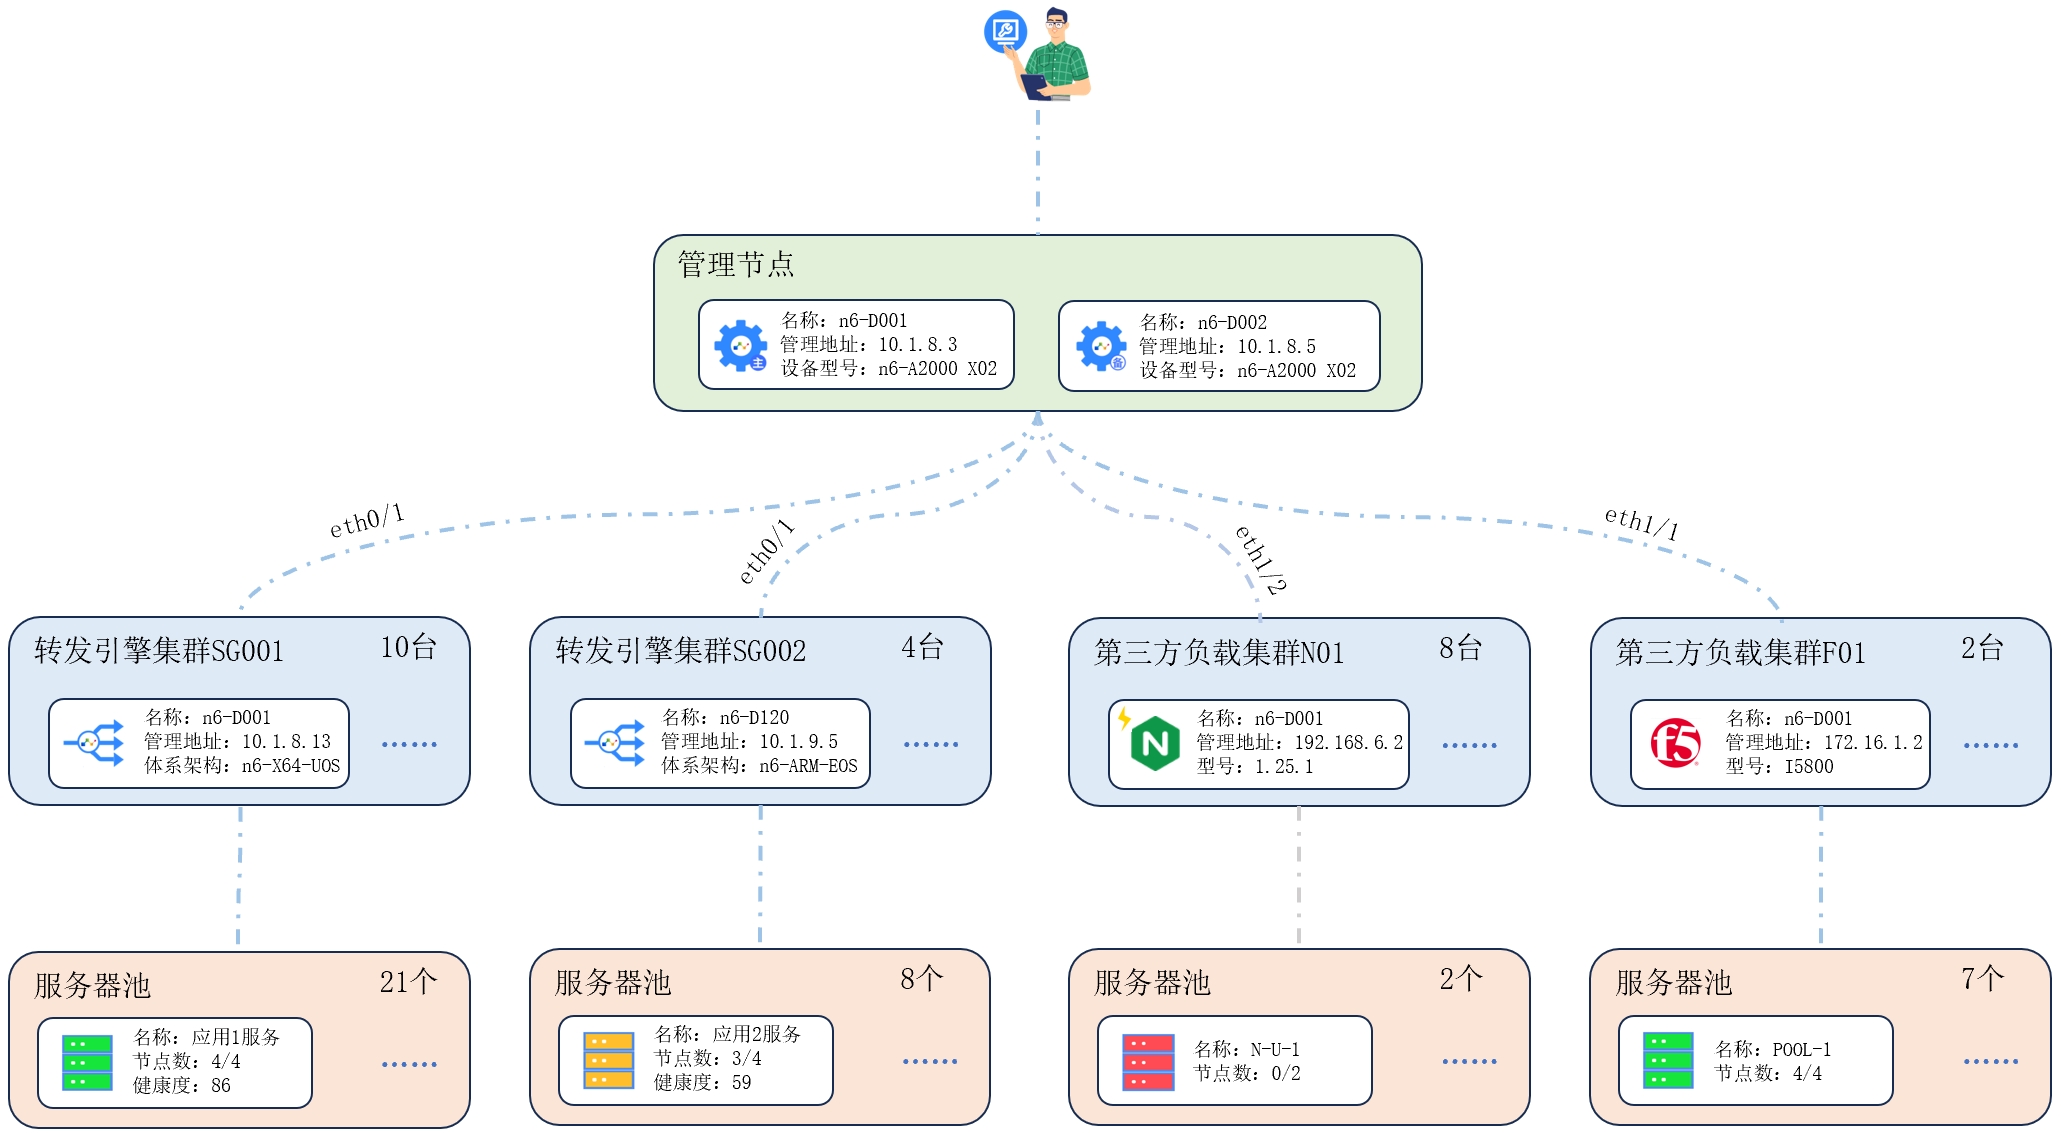 管理节点
名称：n6-D001
管理地址：10.1.8.3
设备型号：n6-A2000 X02
主
名称：n6-D002
管理地址：10.1.8.5
设备型号：n6-A2000 X02
备
eth0/1
eth0/1
eth1/2
eth1/1
转发引擎集群SG001
10台
名称：n6-D001
管理地址：10.1.8.13
体系架构：n6-X64-UOS
······
转发引擎集群SG002
4台
名称：n6-D120
管理地址：10.1.9.5
体系架构：n6-ARM-EOS
······
第三方负载集群N01
8台
N
名称：n6-D001
管理地址：192.168.6.2
型号：1.25.1
······
第三方负载集群F01
2台
f5
名称：n6-D001
管理地址：172.16.1.2
型号：I5800
······
服务器池
21个
名称：应用1服务
节点数：4/4
健康度：86
······
服务器池
8个
名称：应用2服务
节点数：3/4
健康度：59
······
服务器池
2个
名称：N-U-1
节点数：0/2
······
服务器池
7个
名称：POOL-1
节点数：4/4
······